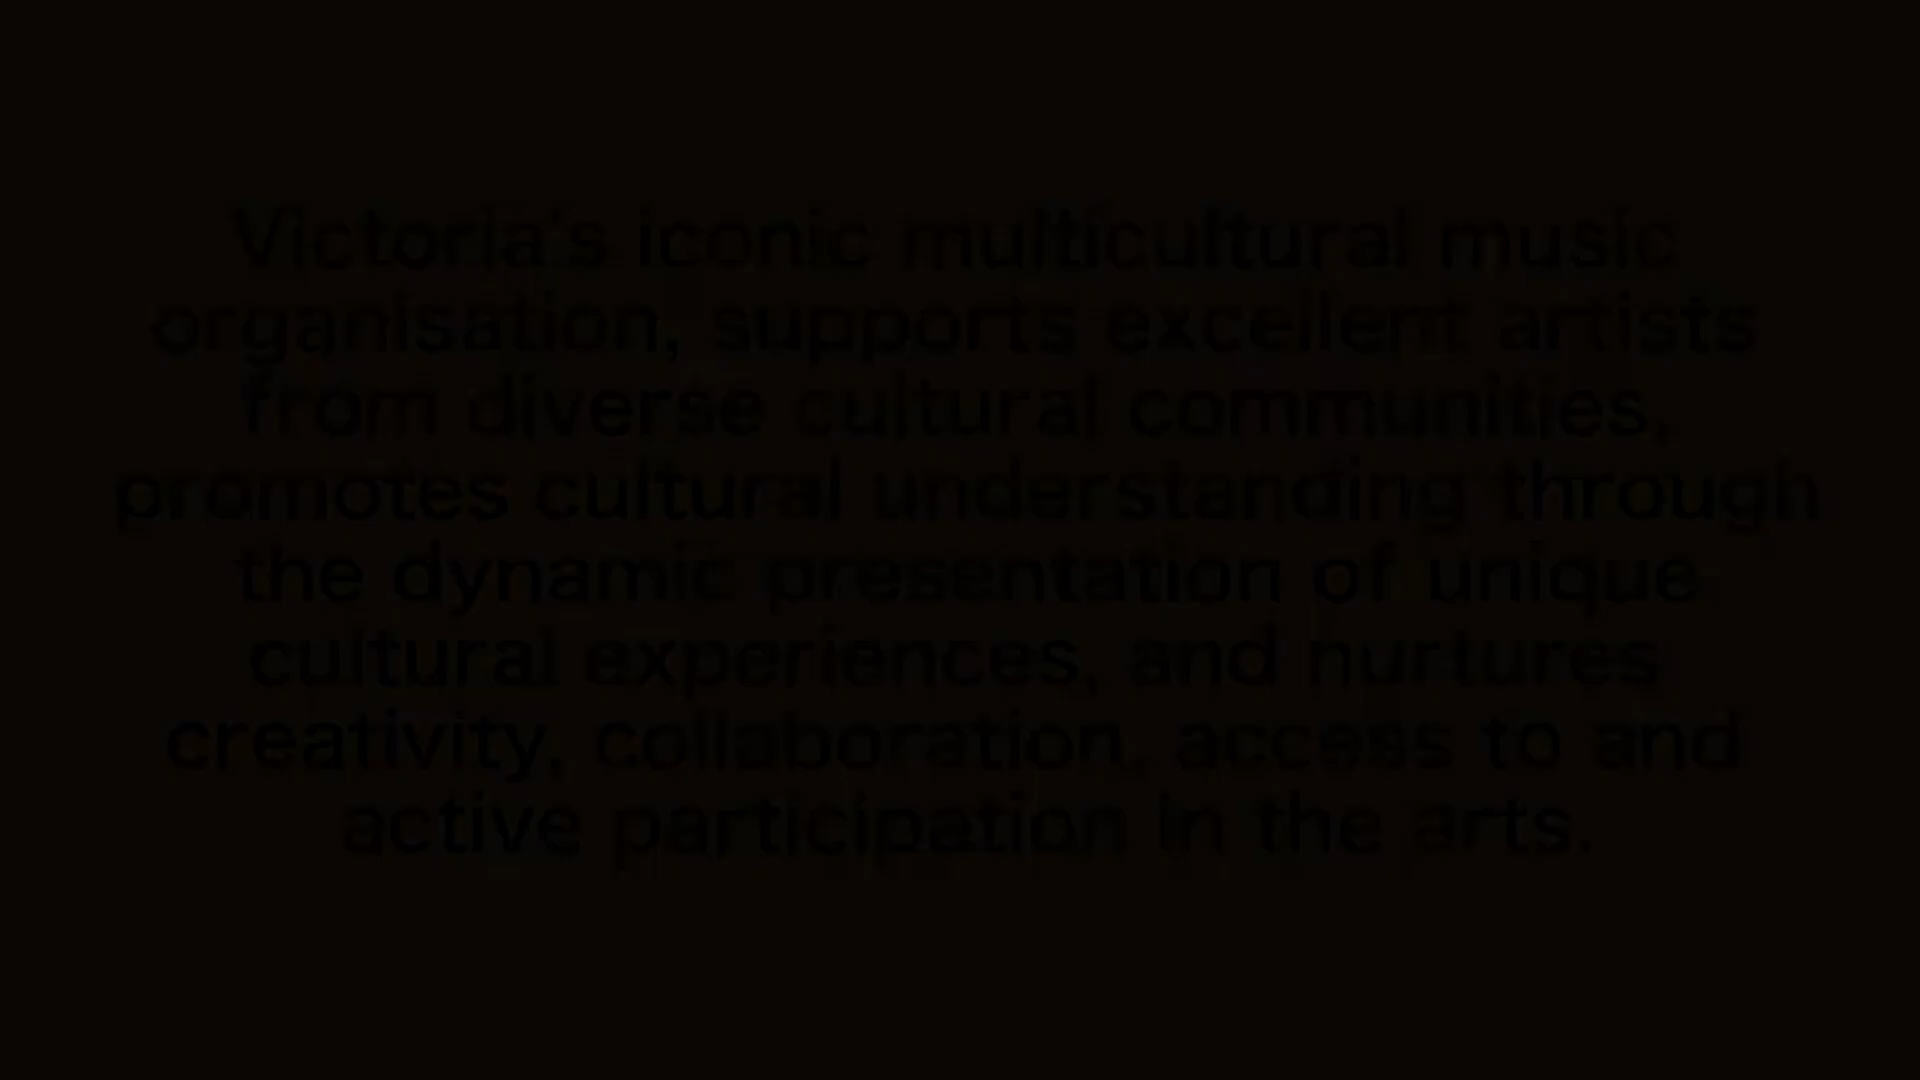 Victoria's iconic multicultural music
organisation, supports excellent artists
from diverse cultural communities,
promotes cultural understanding through
the dynamic presentation of unique
cultural experiences, and nurtures
creativity, collaboration, access to and
active participation in the arts.